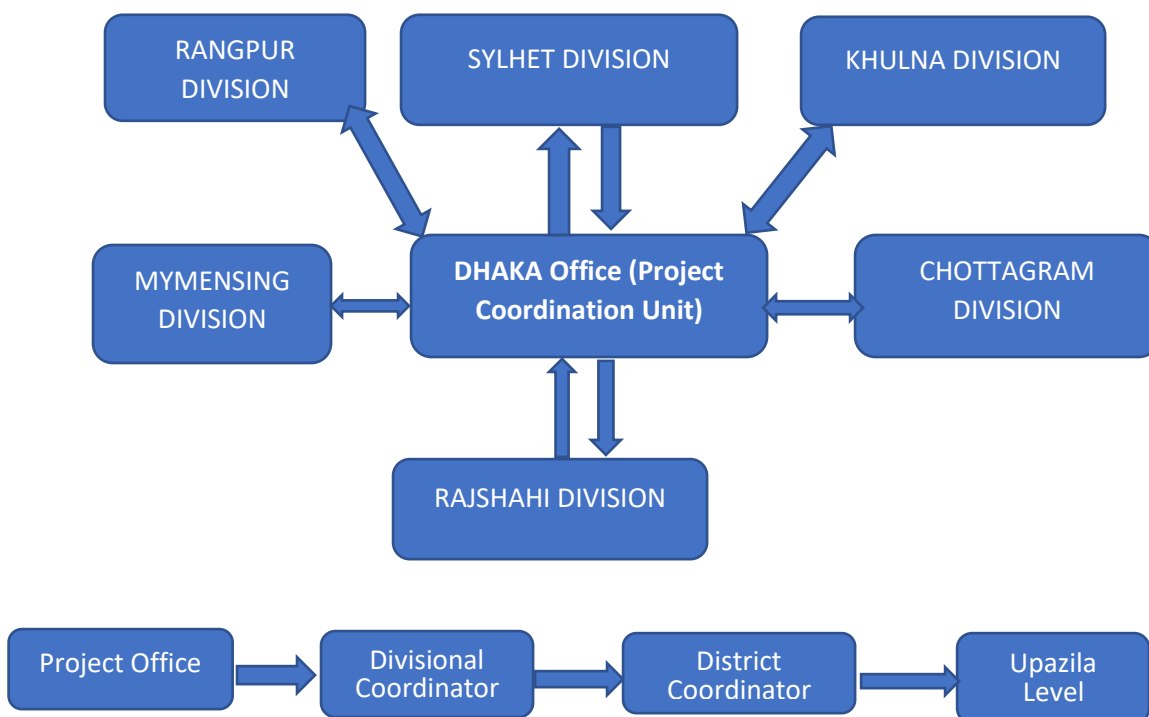 RANGPUR
DIVISION
SYLHET DIVISION
KHULNA DIVISION
MYMENSING
DIVISION
DHAKA Office (Project
Coordination Unit)
CHOTTAGRAM
DIVISION
RAJSHAHI DIVISION
Project Office
Divisional
Coordinator
District
Coordinator
Upazila
Level